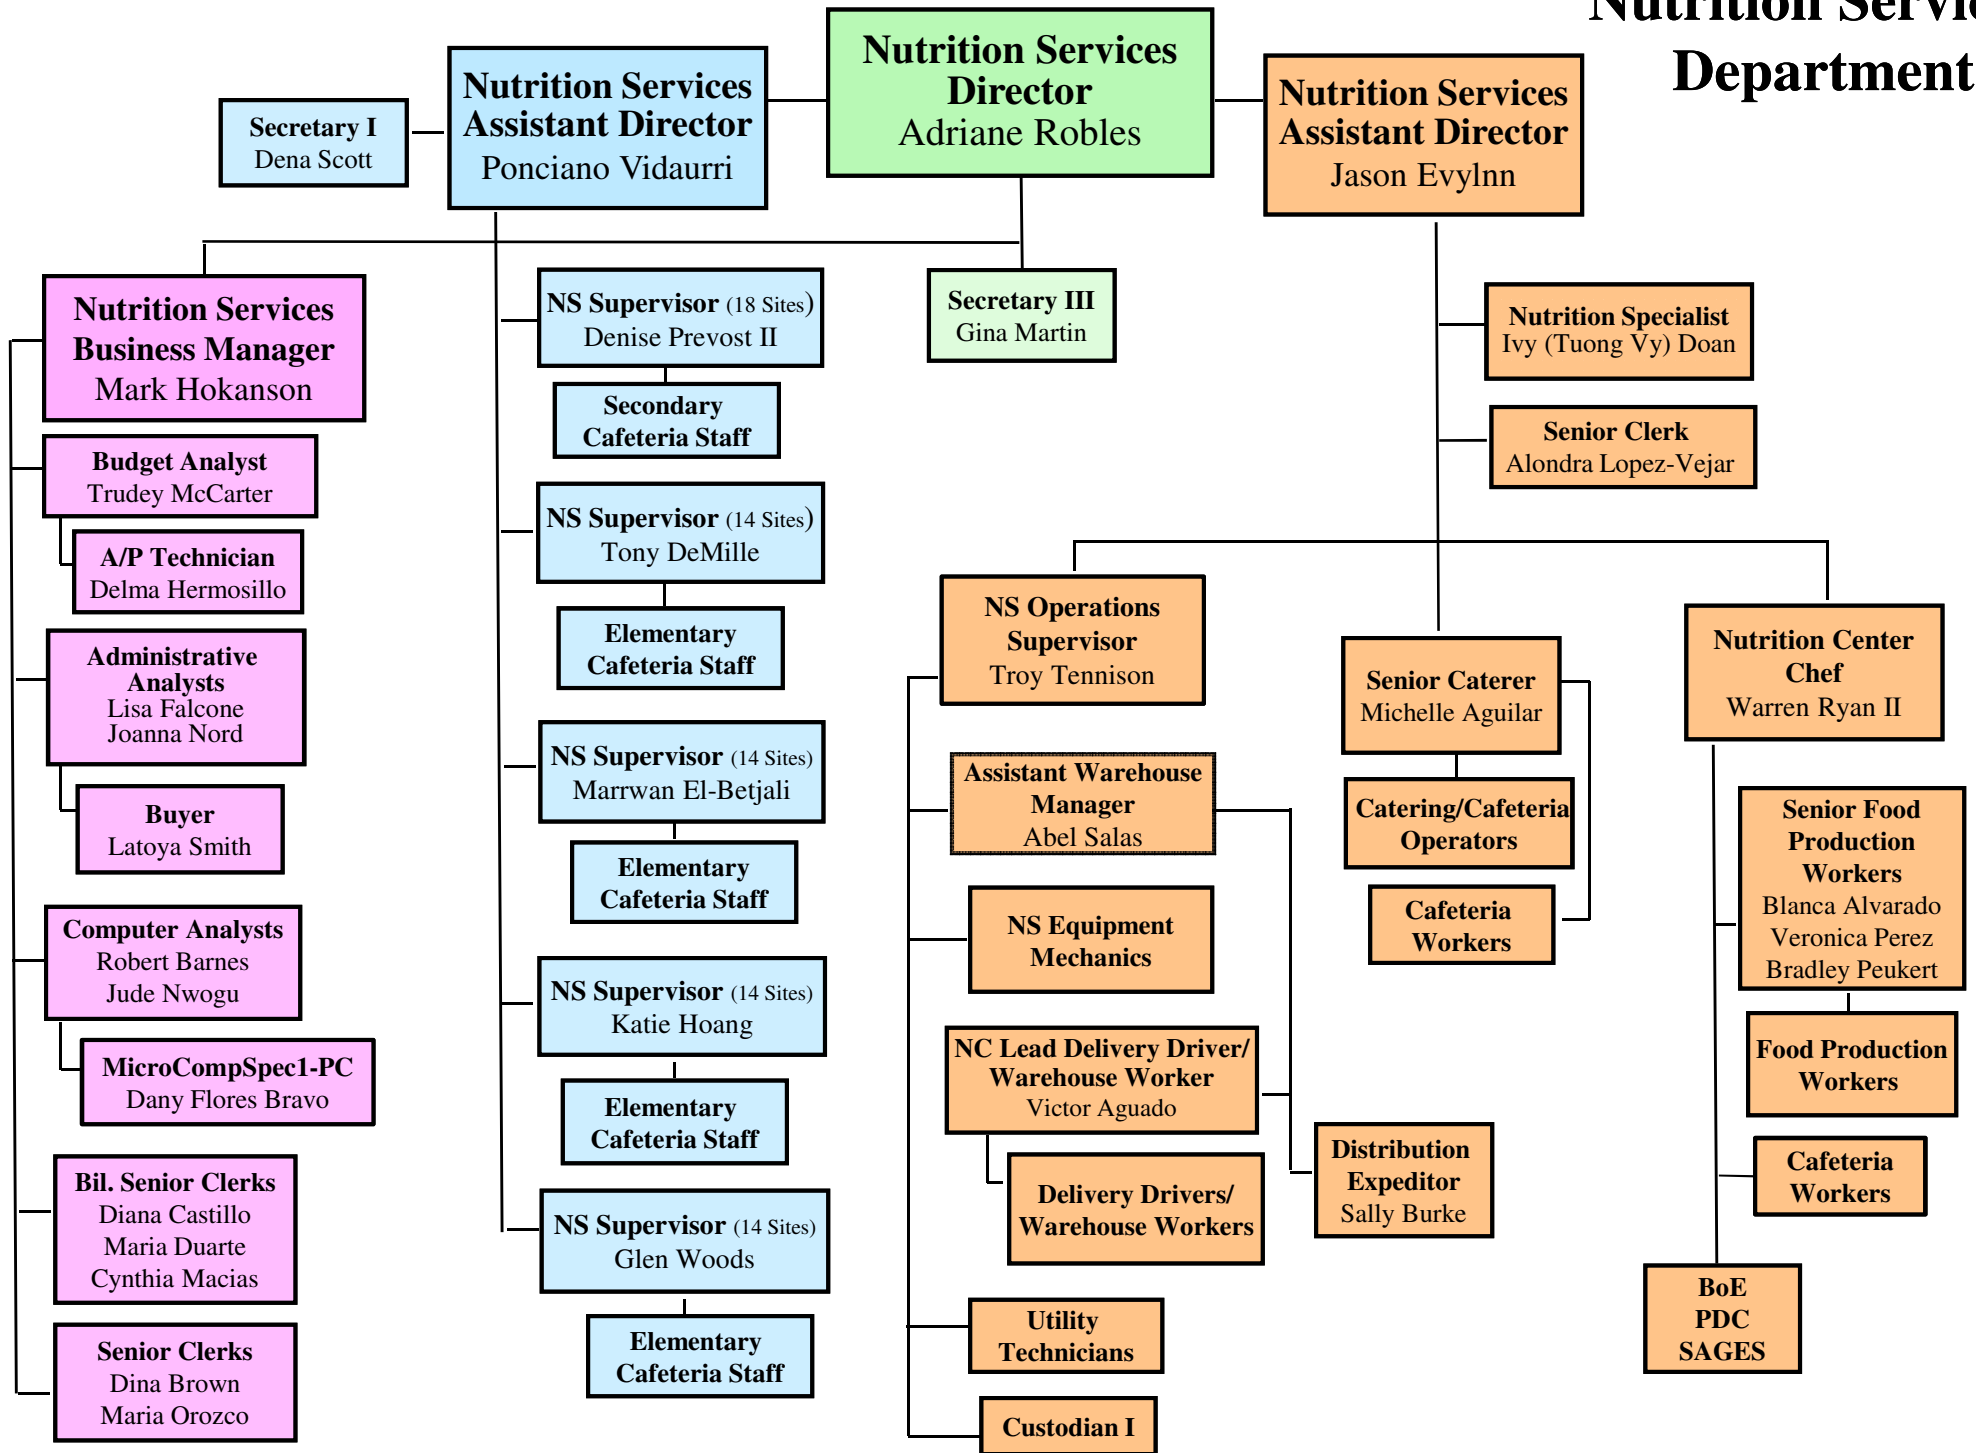 Nutrition Services
Department
Nutrition Services
Director
Adriane Robles
Nutrition Services
Assistant Director
Ponciano Vidaurri
Secretary I
Dena Scott
Nutrition Services
Assistant Director
Jason Evylnn
Secretary III
Gina Martin
Nutrition Services
Business Manager
Mark Hokanson
Budget Analyst
Trudey McCarter
A/P Technician
Delma Hermosillo
Administrative
Analysts
Lisa Falcone
Joanna Nord
Buyer
Latoya Smith
Computer Analysts
Robert Barnes
Jude Nwogu
MicroCompSpec1-PC
Dany Flores Bravo
Bil. Senior Clerks
Diana Castillo
Maria Duarte
Cynthia Macias
Senior Clerks
Dina Brown
Maria Orozco
NS Supervisor (18 Sites)
Denise Prevost II
Secondary
Cafeteria Staff
NS Supervisor (14 Sites)
Tony DeMille
Elementary
Cafeteria Staff
NS Supervisor (14 Sites)
Marrwan El-Betjali
Elementary
Cafeteria Staff
NS Supervisor (14 Sites)
Katie Hoang
Elementary
Cafeteria Staff
NS Supervisor (14 Sites)
Glen Woods
Elementary
Cafeteria Staff
Nutrition Specialist
Ivy (Tuong Vy) Doan
Senior Clerk
Alondra Lopez-Vejar
NS Operations
Supervisor
Troy Tennison
Assistant Warehouse
Manager
Abel Salas
NS Equipment
Mechanics
NC Lead Delivery Driver/
Warehouse Worker
Victor Aguado
Delivery Drivers/
Warehouse Workers
Distribution
Expeditor
Sally Burke
Utility
Technicians
Custodian I
Senior Caterer
Michelle Aguilar
Catering/Cafeteria
Operators
Cafeteria
Workers
Nutrition Center
Chef
Warren Ryan II
Senior Food
Production
Workers
Blanca Alvarado
Veronica Perez
Bradley Peukert
Food Production
Workers
Cafeteria
Workers
BoE
PDC
SAGES